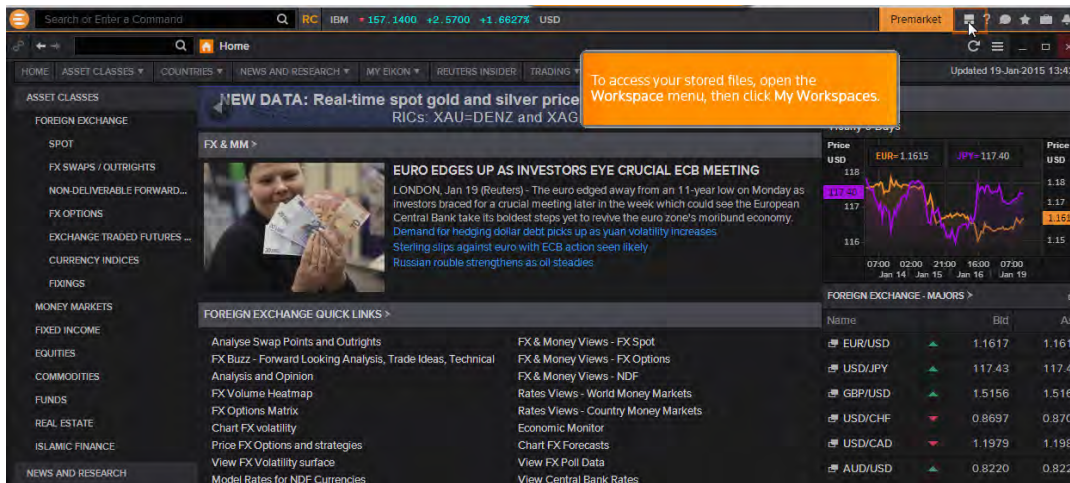 Search or Enter a Command
RC IBM 157.1400 +2.5700 +1.6627% USD
Premarket
Home
HOME ASSET CLASSES COUNTRIES NEWS AND RESEARCH MY EIKON REUTERS INSIDER TRADING
Updated 19-Jan-2015 13:4
To access your stored files, open the
Workspace menu, then click My Workspaces.
ASSET CLASSES
FOREIGN EXCHANGE
SPOT
FX SWAPS / OUTRIGHTS
NON-DELIVERABLE FORWARD...
FX OPTIONS
EXCHANGE TRADED FUTURES ...
CURRENCY INDICES
FIXINGS
MONEY MARKETS
FIXED INCOME
EQUITIES
COMMODITIES
FUNDS
REAL ESTATE
ISLAMIC FINANCE
NEWS AND RESEARCH
NEW DATA: Real-time spot gold and silver price
RICs: XAU=DENZ and XAG
FX & MM >
EURO EDGES UP AS INVESTORS EYE CRUCIAL ECB MEETING
LONDON, Jan 19 (Reuters) - The euro edged away from an 11-year low on Monday as
investors braced for a crucial meeting later in the week which could see the European
Central Bank take its boldest steps yet to revive the euro zone's moribund economy.
Demand for hedging dollar debt picks up as yuan volatility increases
Sterling slips against euro with ECB action seen likely
Russian rouble strengthens as oil steadies
FOREIGN EXCHANGE QUICK LINKS >
Analyse Swap Points and Outrights
FX Buzz - Forward Looking Analysis, Trade Ideas, Technical
Analysis and Opinion
FX Volume Heatmap
FX Options Matrix
Chart FX volatility
Price FX Options and strategies
View FX Volatility surface
Model Rates for NDF Currencies
FX & Money Views - FX Spot
FX & Money Views - FX Options
FX & Money Views - NDF
Rates Views - World Money Markets
Rates Views - Country Money Markets
Economic Monitor
Chart FX Forecasts
View FX Poll Data
View Central Bank Rates
Price Price
USD EUR=1.1615 JPY=117.40 USD
118
117.40
117
116
1.18
1.17
1.161
1.15
07:00 02:00 21:00 16:00 07:00
Jan 14 Jan 15 Jan 16 Jan 19
FOREIGN EXCHANGE - MAJORS >
Name Bid
EUR/USD 1.1617 1.161
USD/JPY 117.43 117.4
GBP/USD 1.5156 1.516
USD/CHF 0.8697 0.870
USD/CAD 1.1979 1.198
AUD/USD 0.8220 0.822